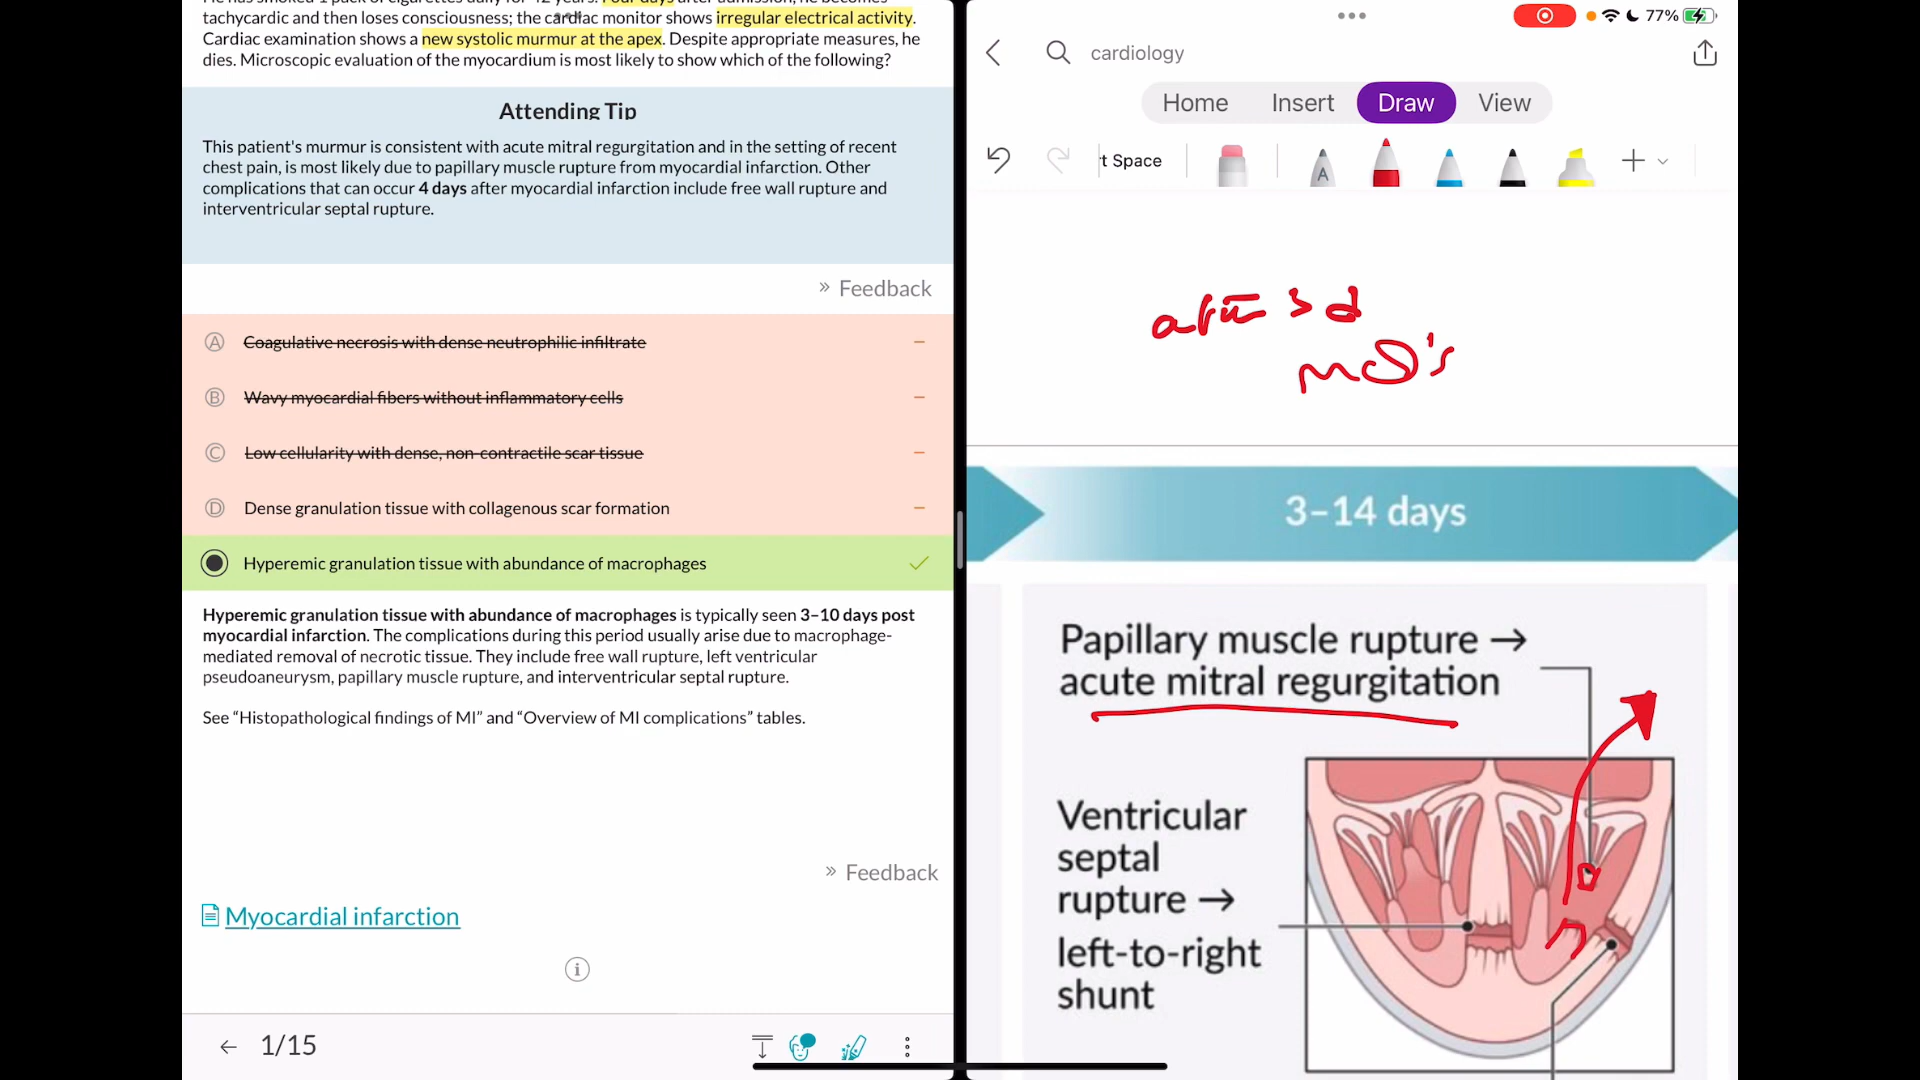 tachycardic and then loses consciousness; the cardiac monitor shows irregular electrical activity.
Cardiac examination shows a new systolic murmur at the apex. Despite appropriate measures, he
dies. Microscopic evaluation of the myocardium is most likely to show which of the following?
Attending Tip
This patient's murmur is consistent with acute mitral regurgitation and in the setting of recent
chest pain, is most likely due to papillary muscle rupture from myocardial infarction. Other
complications that can occur 4 days after myocardial infarction include free wall rupture and
interventricular septal rupture.
» Feedback
A Coagulative necrosis with dense neutrophilic infiltrate
B Wavy myocardial fibers without inflammatory cells
C Low cellularity with dense, non-contractile scar tissue
D Dense granulation tissue with collagenous scar formation
Hyperemic granulation tissue with abundance of macrophages
Hyperemic granulation tissue with abundance of macrophages is typically seen 3–10 days post
myocardial infarction. The complications during this period usually arise due to macrophage-
mediated removal of necrotic tissue. They include free wall rupture, left ventricular
pseudoaneurysm, papillary muscle rupture, and interventricular septal rupture.
See “Histopathological findings of MI” and “Overview of MI complications” tables.
» Feedback
Myocardial infarction
1/15
77%
cardiology
Home Insert Draw View
t Space
A
3 d
3–14 days
Papillary muscle rupture →
acute mitral regurgitation
Ventricular
septal
rupture →
left-to-right
shunt